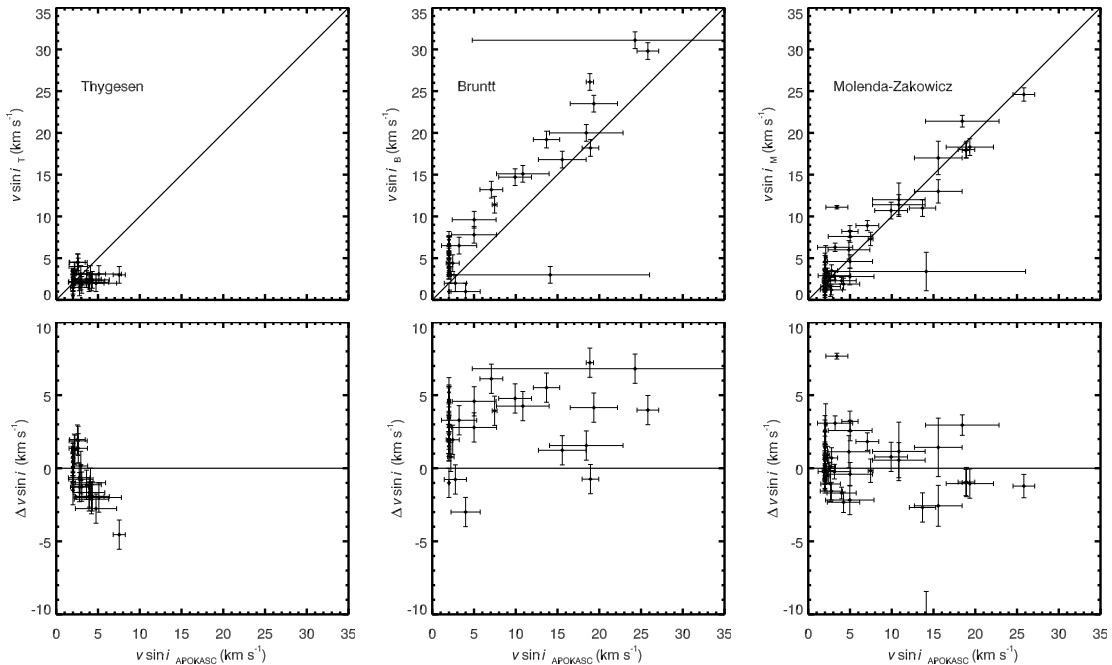 35
30
25
20
15
10
5
0
v sin i T (km s⁻¹)
Thygesen
35
30
25
20
15
10
5
0
v sin i B (km s⁻¹)
Bruntt
35
30
25
20
15
10
5
0
v sin i M (km s⁻¹)
Molenda-Zakowicz
10
5
0
-5
-10
Δ v sin i (km s⁻¹)
0 5 10 15 20 25 30 35
v sin i APOKASC (km s⁻¹)
10
5
0
-5
-10
Δ v sin i (km s⁻¹)
0 5 10 15 20 25 30 35
v sin i APOKASC (km s⁻¹)
10
5
0
-5
-10
Δ v sin i (km s⁻¹)
0 5 10 15 20 25 30 35
v sin i APOKASC (km s⁻¹)